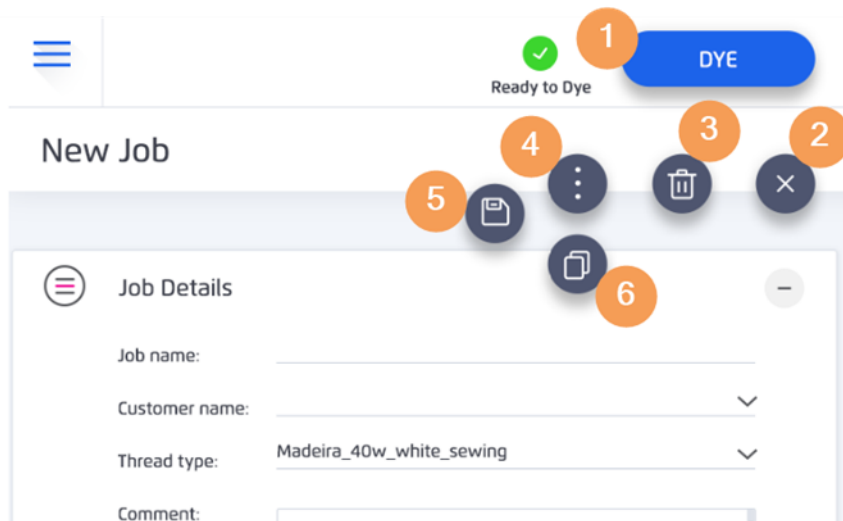 1
DYE
Ready to Dye
New Job
4
3
2
5
6
Job Details
Job name:
Customer name:
Thread type: Madeira_40w_white_sewing
Comment: